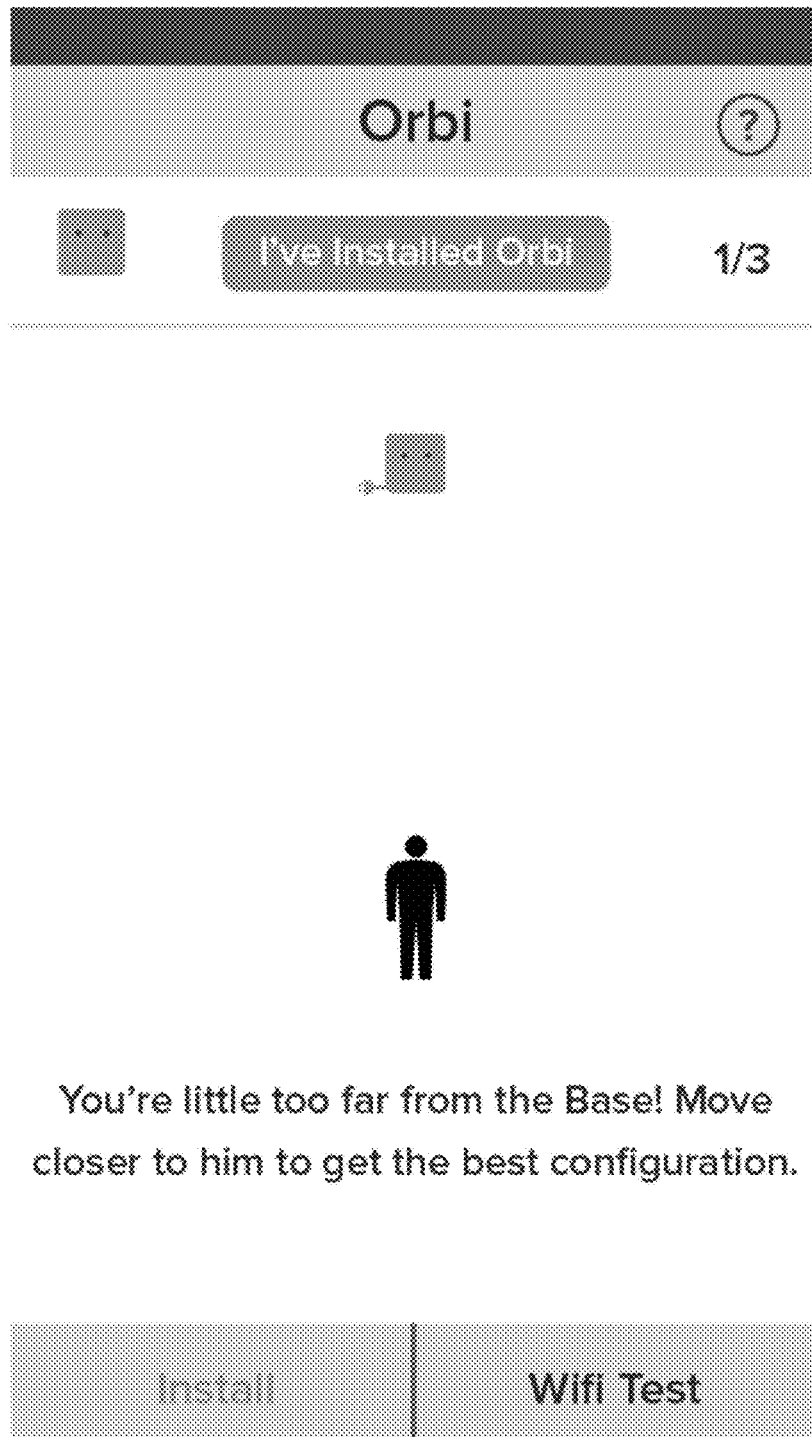 Orbi
?
I've Installed Orbi
1/3
You're little too far from the Base! Move
closer to him to get the best configuration.
Install
Wifi Test